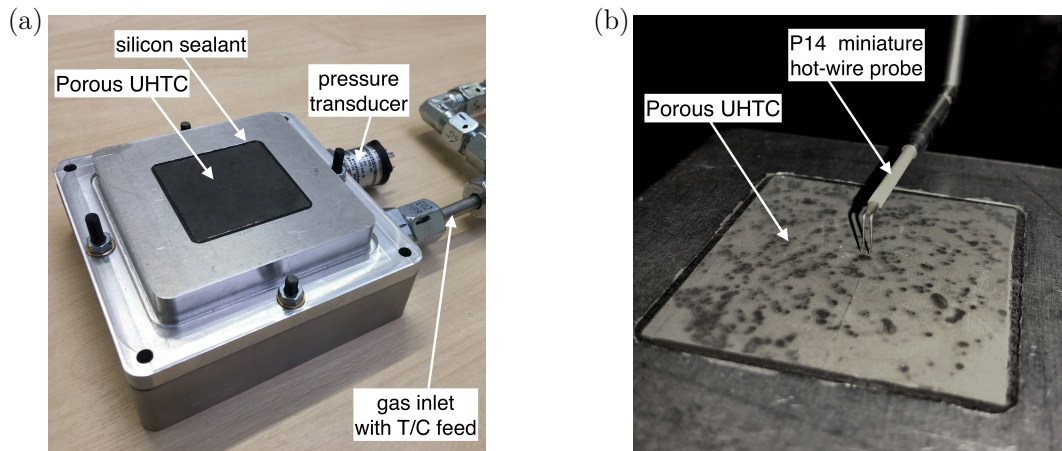 (a)
silicon sealant
Porous UHTC
pressure
transducer
gas inlet
with T/C feed
(b)
P14 miniature
hot-wire probe
Porous UHTC